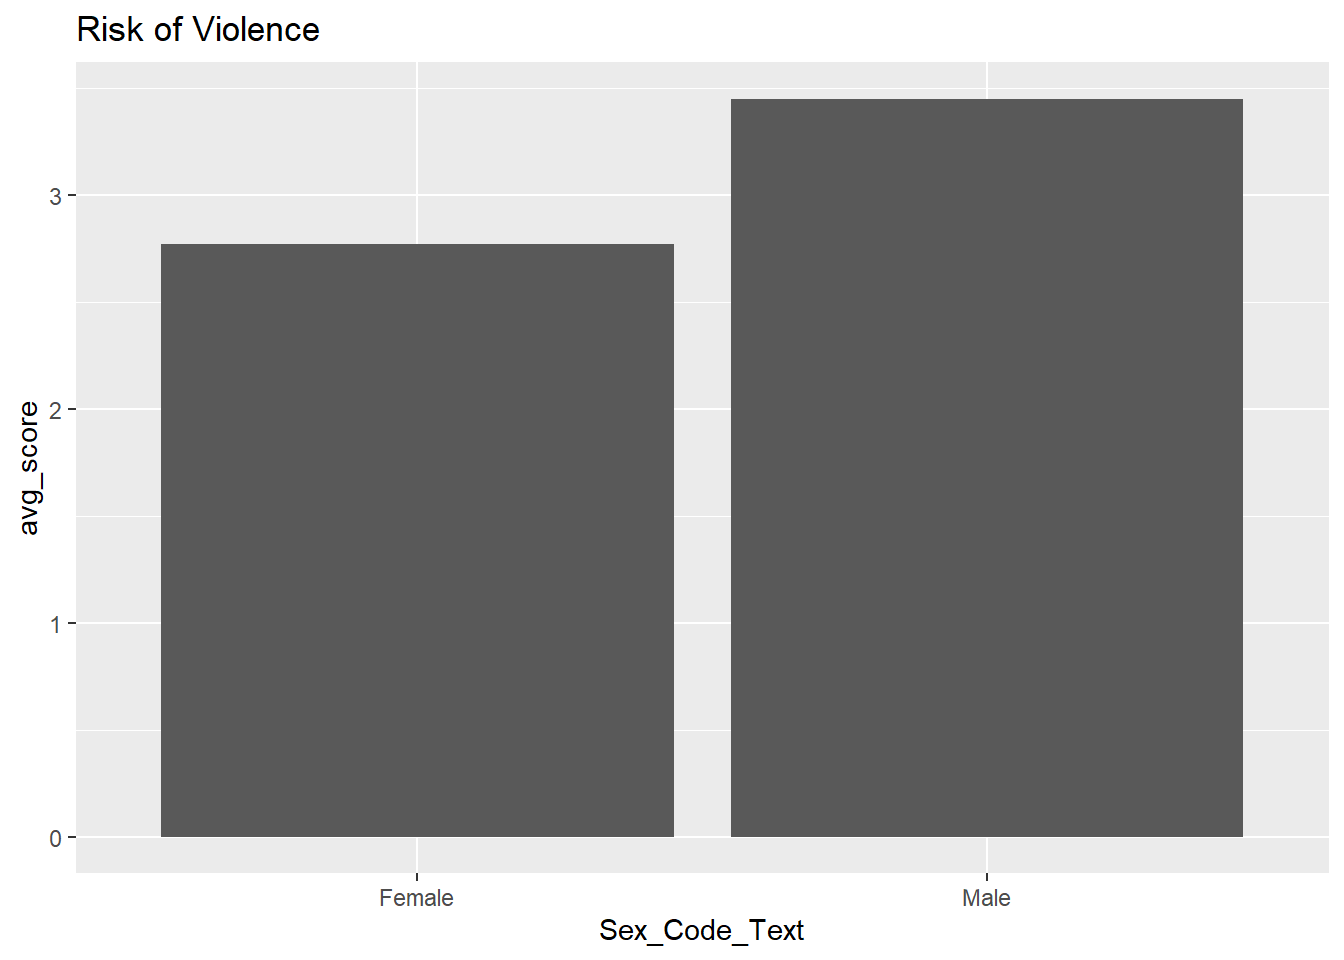 Risk of Violence
avg_score
3
2
1
0
Female Male
Sex_Code_Text